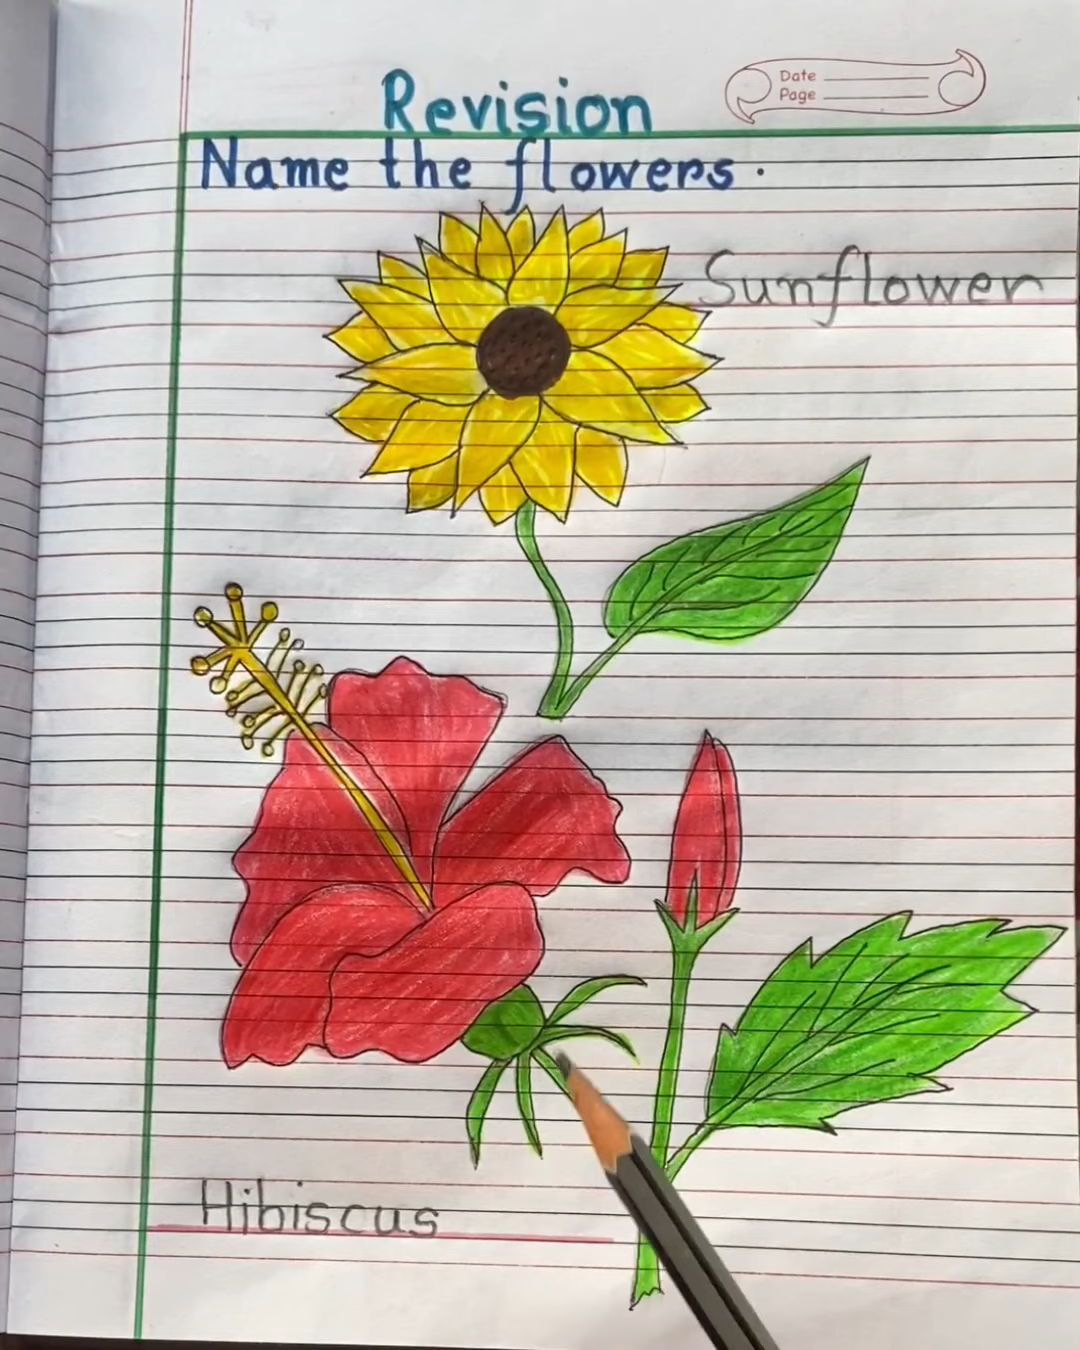 Revision
Date
Page
Name the flowers.
Sunflower
Hibiscus